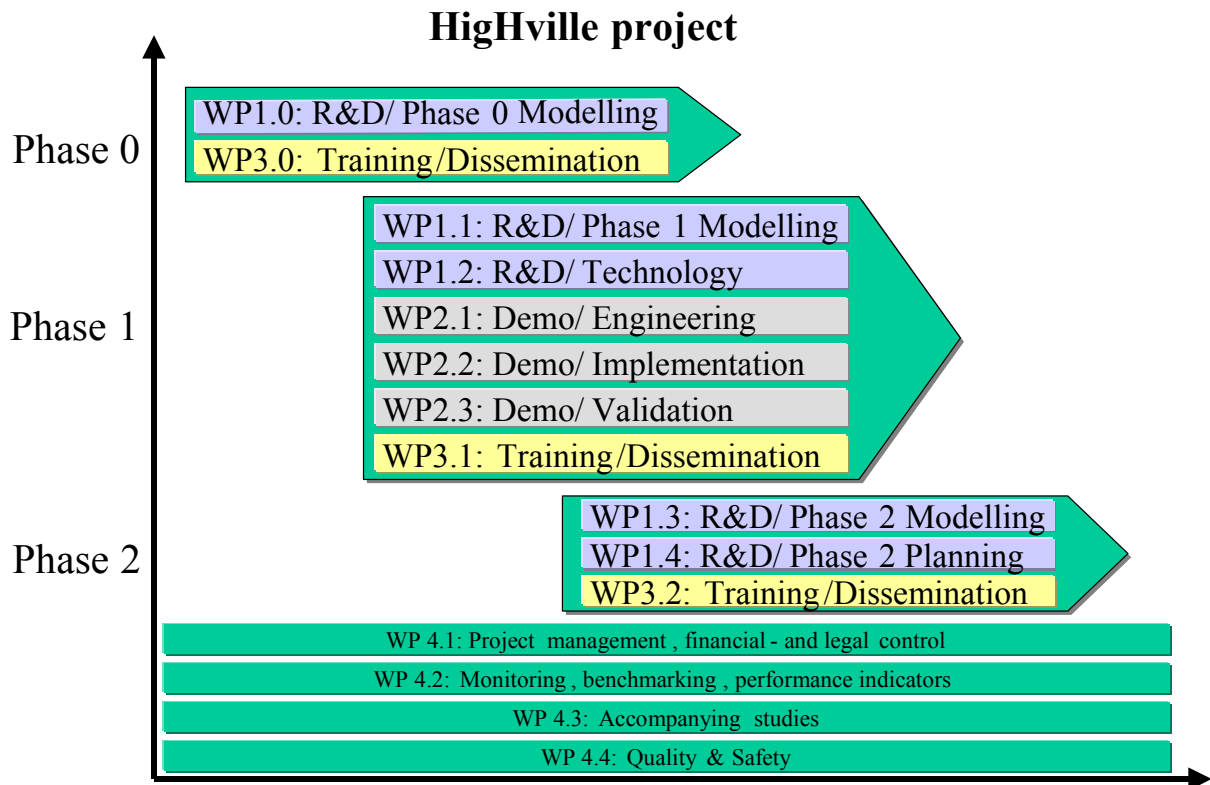 HigHville project
Phase 0
WP1.0: R&D/ Phase 0 Modelling
WP3.0: Training/Dissemination
Phase 1
WP1.1: R&D/ Phase 1 Modelling
WP1.2: R&D/ Technology
WP2.1: Demo/ Engineering
WP2.2: Demo/ Implementation
WP2.3: Demo/ Validation
WP3.1: Training/Dissemination
Phase 2
WP1.3: R&D/ Phase 2 Modelling
WP1.4: R&D/ Phase 2 Planning
WP3.2: Training/Dissemination
WP 4.1: Project management , financial - and legal control
WP 4.2: Monitoring , benchmarking , performance indicators
WP 4.3: Accompanying studies
WP 4.4: Quality & Safety